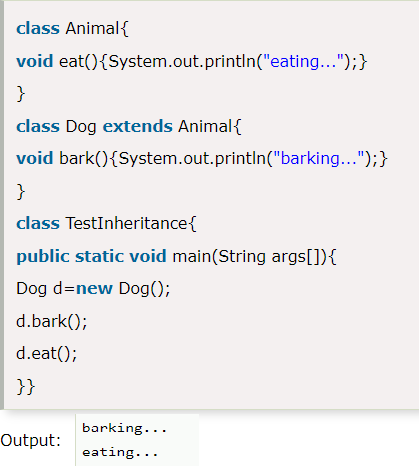 class Animal{
void eat(){System.out.println("eating...");}
}
class Dog extends Animal{
void bark(){System.out.println("barking...");}
}
class TestInheritance{
public static void main(String args[]){
Dog d=new Dog();
d.bark();
d.eat();
}}
Output:
barking...
eating...